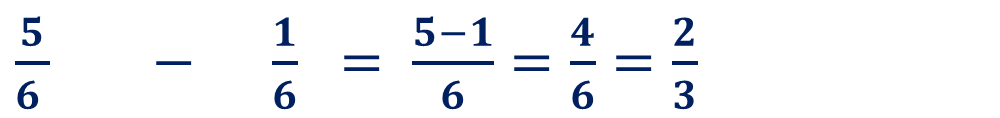 5/6 − 1/6 = 5−1/6 = 4/6 = 2/3